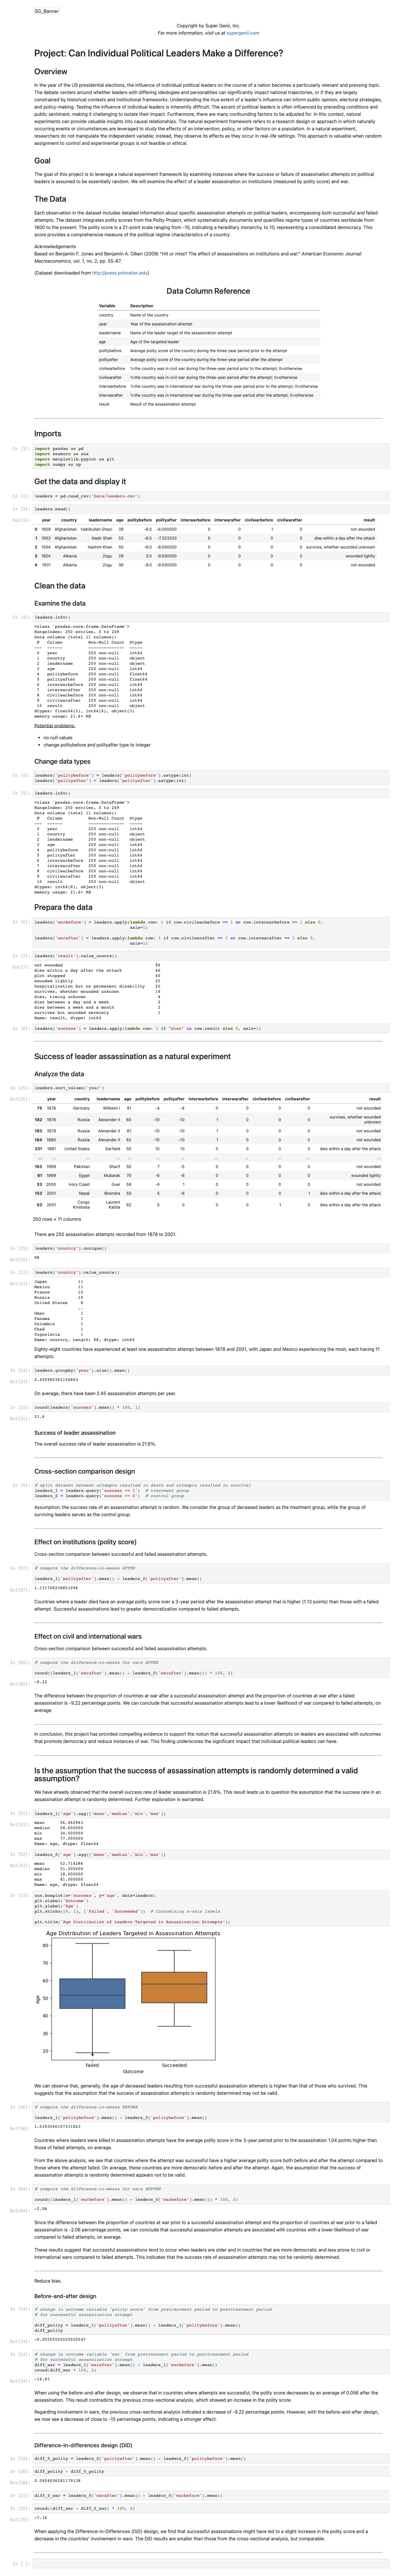 SG_Banner
Copyright by Super Genii, Inc.
For more information, visit us at supergenii.com
Project: Can Individual Political Leaders Make a Difference?
Overview
In the year of US presidential elections, the influence of individual political leaders on the course of a nation becomes a particularly relevant and pressing topic.
The debate centers around whether leaders with differing ideologies and personalities can significantly impact national outcomes, or if they are largely
constrained by historical contexts and institutional frameworks. Understanding the true extent of a leader's influence can inform public opinion, electoral strategies,
and policy-making. Testing the influence of individual leaders is inherently difficult. The ascent of political leaders is often influenced by preceding conditions and
public sentiment, making it challenging to isolate their impact. Furthermore, there are many confounding factors to be adjusted for. In this context, natural
experiments can provide valuable insights into causal relationships. The natural experiment framework refers to a research design or approach in which naturally
occurring events or circumstances are leveraged to study the effects of an intervention, policy, or other factors on a population. In a natural experiment,
researchers do not manipulate the independent variable; instead, they observe its effects as they occur in real-life settings. This approach is valuable when random
assignment to control and experimental groups is not feasible or ethical.
Goal
The goal of this project is to leverage a natural experiment framework by examining instances where the success or failure of assassination attempts on political
leaders is assumed to be essentially random. We will examine the effect of a leader assassination on institutions (measured by polity score) and war.
The Data
Each observation in the dataset includes detailed information about specific assassination attempts on political leaders, encompassing both successful and failed
attempts. The dataset integrates polity scores from the Polity Project, which systematically documents and quantifies regime types of countries worldwide from
1800 to the present. The polity score is a 21-point scale ranging from -10, indicating a hereditary monarchy, to 10, representing a consolidated democracy. This
score provides a comprehensive measure of the political regime characteristics of a country.
Acknowledgements
Based on Benjamin F. Jones and Benjamin A. Olken (2009) "Hit or miss? The effect of assassinations on institutions and war." American Economic Journal
Macroeconomics, vol. 1, no. 2, pp. 55-87.
(Dataset downloaded from http://press.princeton.edu)
Data Column Reference
Variable Description
country Name of the country
year Year of the assassination attempt
leadername Name of the leader target of the assassination attempt
age Age of the targeted leader
politybefore Average polity score of the country during the three-year period prior to the attempt
polityafter Average polity score of the country during the three-year period after the attempt
civilwarbefore 1=the country was in civil war during the three-year period prior to the attempt; 0=otherwise
civilwarafter 1=the country was in civil war during the three-year period after the attempt; 0=otherwise
interwarbefore 1=the country was in international war during the three-year period prior to the attempt; 0=otherwise
interwarafter 1=the country was in international war during the three-year period after the attempt; 0=otherwise
result Result of the assassination attempt
Imports
In [1]: import pandas as pd
import seaborn as sns
import matplotlib.pyplot as plt
import numpy as np
Get the data and display it
In [2]: leaders = pd.read_csv('Data/leaders.csv')
In [3]: leaders.head()
Out[3]: year country leadername age politybefore polityafter interwarbefore interwarafter civilwarbefore civilwarafter result
0 1929 Afghanistan Habibullah Ghazi 39 -6.0 -6.000000 0 0 1 0 not wounded
1 1933 Afghanistan Nadir Shah 53 -6.0 -7.333333 0 0 0 0 dies within a day after the attack
2 1934 Afghanistan Hashim Khan 50 -6.0 -8.000000 0 0 0 0 survives, whether wounded unknown
3 1924 Albania Zogu 29 0.0 -9.000000 0 0 0 0 wounded lightly
4 1931 Albania Zogu 36 -9.0 -9.000000 0 0 0 0 not wounded
Clean the data
Examine the data
In [4]: leaders.info()
<class 'pandas.core.frame.DataFrame'>
RangeIndex: 250 entries, 0 to 249
Data columns (total 11 columns):
# Column Non-Null Count Dtype
--- ------ -------------- -----
0 year 250 non-null int64
1 country 250 non-null object
2 leadername 250 non-null object
3 age 250 non-null int64
4 politybefore 250 non-null float64
5 polityafter 250 non-null float64
6 interwarbefore 250 non-null int64
7 interwarafter 250 non-null int64
8 civilwarbefore 250 non-null int64
9 civilwarafter 250 non-null int64
10 result 250 non-null object
dtypes: float64(2), int64(6), object(3)
memory usage: 21.6+ KB
Potential problems:
• no null values
• change politybefore and polityafter type to integer
Change data types
In [4]: leaders['politybefore'] = leaders['politybefore'].astype(int)
leaders['polityafter'] = leaders['polityafter'].astype(int)
In [5]: leaders.info()
<class 'pandas.core.frame.DataFrame'>
RangeIndex: 250 entries, 0 to 249
Data columns (total 11 columns):
# Column Non-Null Count Dtype
--- ------ -------------- -----
0 year 250 non-null int64
1 country 250 non-null object
2 leadername 250 non-null object
3 age 250 non-null int64
4 politybefore 250 non-null int64
5 polityafter 250 non-null int64
6 interwarbefore 250 non-null int64
7 interwarafter 250 non-null int64
8 civilwarbefore 250 non-null int64
9 civilwarafter 250 non-null int64
10 result 250 non-null object
dtypes: int64(8), object(3)
memory usage: 21.6+ KB
Prepare the data
In [6]: leaders['warbefore'] = leaders.apply(lambda row: 1 if row.civilwarbefore == 1 or row.interwarbefore == 1 else 0,
axis=1)
leaders['warafter'] = leaders.apply(lambda row: 1 if row.civilwarafter == 1 or row.interwarafter == 1 else 0,
axis=1)
In [7]: leaders['result'].value_counts()
Out[7]: not wounded 96
dies within a day after the attack 46
plot stopped 40
wounded lightly 25
hospitalization but no permanent disability 20
survives, whether wounded unknown 14
dies, timing unknown 4
dies between a day and a week 2
dies between a week and a month 2
survives but wounded severely 1
Name: result, dtype: int64
In [8]: leaders['success'] = leaders.apply(lambda row: 1 if "dies" in row.result else 0, axis=1)
Success of leader assassination as a natural experiment
Analyze the data
In [25]: leaders.sort_values('year')
Out[25]: year country leadername age politybefore polityafter interwarbefore interwarafter civilwarbefore civilwarafter result
75 1878 Germany Wilhelm I 81 -4 -4 0 0 0 0 not wounded
182 1878 Russia Alexander II 60 -10 -10 1 0 0 0 survives, whether wounded
unknown
183 1879 Russia Alexander II 61 -10 -10 1 0 0 0 not wounded
184 1880 Russia Alexander II 62 -10 -10 1 0 0 0 not wounded
231 1881 United States Garfield 50 10 10 0 0 0 0 dies within a day after the attack
... ... ... ... ... ... ... ... ... ... ... ...
163 1999 Pakistan Sharif 50 7 -5 0 0 0 0 not wounded
61 1999 Egypt Mubarak 70 -6 -6 0 0 0 0 wounded lightly
33 2000 Ivory Coast Guei 59 -4 1 0 0 0 0 not wounded
153 2001 Nepal Birendra 55 5 -6 0 0 0 1 dies within a day after the attack
53 2001 Congo
Kinshasa Laurent
Kabila 62 0 0 0 0 1 0 dies within a day after the attack
250 rows × 11 columns
There are 250 assassination attempts recorded from 1878 to 2001.
In [15]: leaders['country'].nunique()
Out[15]: 88
In [12]: leaders['country'].value_counts()
Out[12]: Japan 11
Mexico 11
France 10
Russia 10
United States 8
..
Oman 1
Panama 1
Colombia 1
Chad 1
Yugoslavia 1
Name: country, Length: 88, dtype: int64
Eighty-eight countries have experienced at least one assassination attempt between 1878 and 2001, with Japan and Mexico experiencing the most, each having 11
attempts.
In [24]: leaders.groupby('year').size().mean()
Out[24]: 2.450980392156863
On average, there have been 2.45 assassination attempts per year.
In [31]: round(leaders['success'].mean() * 100, 1)
Out[31]: 21.6
Success of leader assassination
The overall success rate of leader assassination is 21.6%.
Cross-section comparison design
In [9]: # split dataset between attempts resulted in death and attempts resulted in survival
leaders_1 = leaders.query('success == 1') # treatment group
leaders_0 = leaders.query('success == 0') # control group
Assumption: the success rate of an assassination attempt is random. We consider the group of deceased leaders as the treatment group, while the group of
surviving leaders serves as the control group.
Effect on institutions (polity score)
Cross-section comparison between successful and failed assassination attempts.
In [57]: # compute the difference-in-means AFTER
leaders_1['polityafter'].mean() - leaders_0['polityafter'].mean()
Out[57]: 1.131708238851096
Countries where a leader died have an average polity score over a 3-year period after the assassination attempt that is higher (1.13 points) than those with a failed
attempt. Successful assassinations lead to greater democratization compared to failed attempts.
Effect on civil and international wars
Cross-section comparison between successful and failed assassination attempts.
In [65]: # compute the difference-in-means for wars AFTER
round((leaders_1['warafter'].mean() - leaders_0['warafter'].mean()) * 100, 2)
Out[65]: -9.22
The difference between the proportion of countries at war after a successful assassination attempt and the proportion of countries at war after a failed
assassination is -9.22 percentage points. We can conclude that successful assassination attempts lead to a lower likelihood of war compared to failed attempts, on
average.
In conclusion, this project has provided compelling evidence to support the notion that successful assassination attempts on leaders are associated with outcomes
that promote democracy and reduce instances of war. This finding underscores the significant impact that individual political leaders can have.
Is the assumption that the success of assassination attempts is randomly determined a valid
assumption?
We have already observed that the overall success rate of leader assassination is 21.6%. This result leads us to question the assumption that the success rate in an
assassination attempt is randomly determined. Further exploration is warranted.
In [51]: leaders_1['age'].agg(['mean','median','min','max'])
Out[51]: mean 56.462963
median 58.000000
min 34.000000
max 77.000000
Name: age, dtype: float64
In [52]: leaders_0['age'].agg(['mean','median','min','max'])
Out[52]: mean 52.714286
median 51.500000
min 18.000000
max 81.000000
Name: age, dtype: float64
In [11]: sns.boxplot(x='success', y='age', data=leaders)
plt.xlabel('Outcome')
plt.ylabel('Age')
plt.xticks([0, 1], ['Failed', 'Succeeded']) # Customizing x-axis labels
plt.title('Age Distribution of Leaders Targeted in Assassination Attempts');
Age Distribution of Leaders Targeted in Assassination Attempts
80
70
60
50
40
30
20
Age
Failed Succeeded
Outcome
We can observe that, generally, the age of deceased leaders resulting from successful assassination attempts is higher than that of those who survived. This
suggests that the assumption that the success of assassination attempts is randomly determined may not be valid.
In [56]: # compute the difference-in-means BEFORE
leaders_1['politybefore'].mean() - leaders_0['politybefore'].mean()
Countries where leaders were killed in assassination attempts have the average polity score in the 3-year period prior to the assassination 1.04 points higher than
those of failed attempts, on average.
From the above analysis, we see that countries where the attempt was successful have a higher average polity score both before and after the attempt compared to
those where the attempt failed. On average, these countries are more democratic before and after the attempt. Again, the assumption that the success of
assassination attempts is randomly determined appears not to be valid.
In [64]: # compute the difference-in-means for wars BEFORE
round((leaders_1['warbefore'].mean() - leaders_0['warbefore'].mean()) * 100, 2)
Out[64]: -2.06
Since the difference between the proportion of countries at war prior to a successful assassination attempt and the proportion of countries at war prior to a failed
assassination is -2.06 percentage points, we can conclude that successful assassination attempts are associated with countries with a lower likelihood of war
compared to failed attempts, on average.
These results suggest that successful assassinations tend to occur when leaders are older and in countries that are more democratic and less prone to civil or
international wars compared to failed attempts. This indicates that the success rate of assassination attempts may not be randomly determined.
Reduce bias.
Before-and-after design
In [14]: # change in outcome variable 'polity score' from pretreatment period to posttreatment period
# for successful assassination attempt
diff_polity = leaders_1['polityafter'].mean() - leaders_1['politybefore'].mean()
diff_polity
In [24]: # change in outcome variable 'war' from pretreatment period to posttreatment period
# for successful assassination attempt
diff_war = leaders_1['warafter'].mean() - leaders_1['warbefore'].mean()
round(diff_war * 100, 2)
Out[24]: -14.81
When using the before-and-after design, we observe that in countries where attempts are successful, the polity score decreases by an average of 0.056 after the
assassination. This result contradicts the previous cross-sectional analysis, which showed an increase in the polity score.
Regarding involvement in wars, the previous cross-sectional analysis indicated a decrease of -9.22 percentage points. However, with the before-and-after design,
we now see a decrease of close to -15 percentage points, indicating a stronger effect.
Difference-in-differences design (DiD)
In [19]: diff_0_polity = leaders_0['polityafter'].mean() - leaders_0['politybefore'].mean()
In [20]: diff_polity - diff_0_polity
In [21]: diff_0_war = leaders_0['warafter'].mean() - leaders_0['warbefore'].mean()
In [25]: round((diff_war - diff_0_war) * 100, 2)
Out[25]: -7.16
When applying the Difference-in-Differences (DiD) design, we find that successful assassinations might have led to a slight increase in the polity score and a
decrease in the countries' involvement in wars. The DiD results are smaller than those from the cross-sectional analysis, but comparable.
In [ ]: